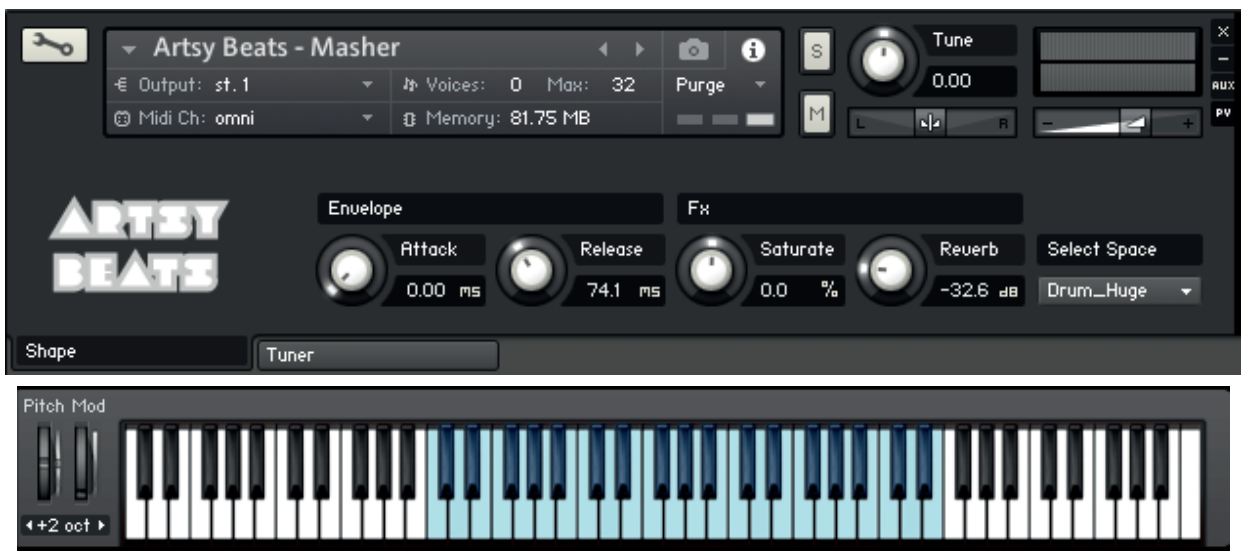 Artsy Beats - Masher
Output: st. 1
Voices: 0 Max: 32
Purge
Midi Ch: omni
Memory: 81.75 MB
S
M
Tune
0.00
L R
- +
×
-
AUX
PV
ARTSY
BEATS
Envelope
Fx
Attack
0.00 ms
Release
74.1 ms
Saturate
0.0 %
Reverb
-32.6 dB
Select Space
Drum_Huge
Shape
Tuner
Pitch Mod
+2 oct